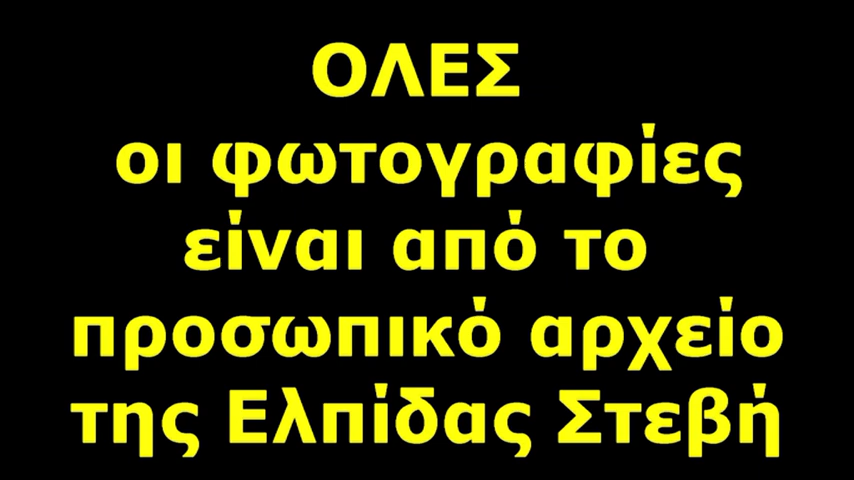 ΟΛΕΣ
οι φωτογραφίες
είναι από το
προσωπικό αρχείο
της Ελπίδας Στεβή